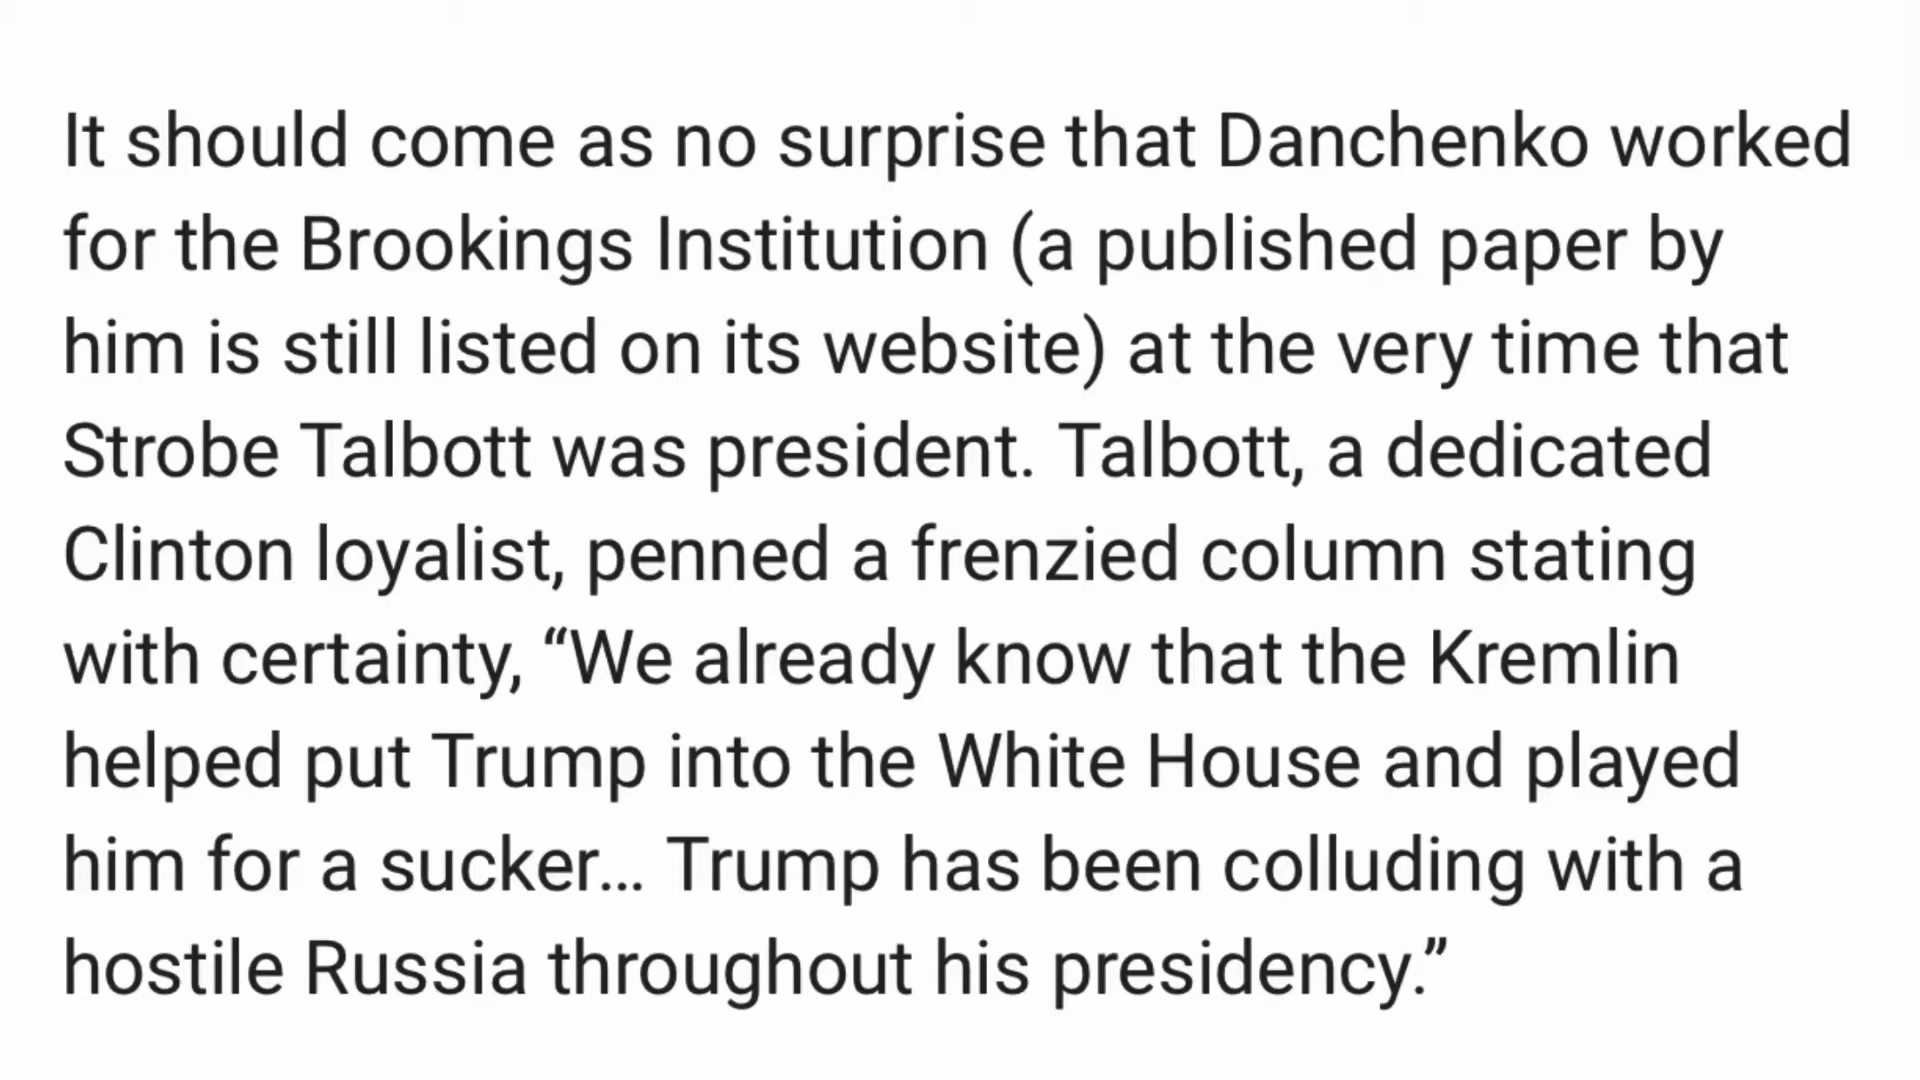 It should come as no surprise that Danchenko worked
for the Brookings Institution (a published paper by
him is still listed on its website) at the very time that
Strobe Talbott was president. Talbott, a dedicated
Clinton loyalist, penned a frenzied column stating
with certainty, “We already know that the Kremlin
helped put Trump into the White House and played
him for a sucker… Trump has been colluding with a
hostile Russia throughout his presidency.”